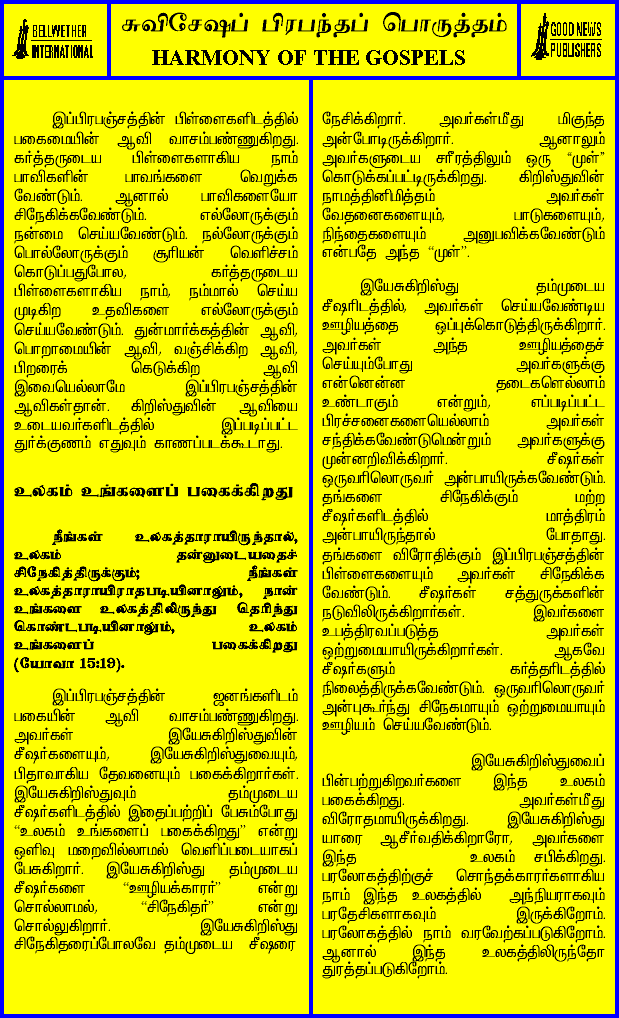 BELLWETHER
INTERNATIONAL
சுவிசேஷப் பிரபந்தப் பொருத்தம்
HARMONY OF THE GOSPELS
GOOD NEWS
PUBLISHERS
இப்பிரபஞ்சத்தின் பிள்ளைகளிடத்தில்
பகைமையின் ஆவி வாசம்பண்ணுகிறது.
கர்த்தருடைய பிள்ளைகளாகிய நாம்
பாவிகளின் பாவங்களை வெறுக்க
வேண்டும். ஆனால் பாவிகளையோ
சிநேகிக்கவேண்டும். எல்லோருக்கும்
நன்மை செய்யவேண்டும். நல்லோருக்கும்
பொல்லோருக்கும் சூரியன் வெளிச்சம்
கொடுப்பதுபோல, கர்த்தருடைய
பிள்ளைகளாகிய நாம், நம்மால் செய்ய
முடிகிற உதவிகளை எல்லோருக்கும்
செய்யவேண்டும். துன்மார்க்கத்தின் ஆவி,
பொறாமையின் ஆவி, வஞ்சிக்கிற ஆவி,
பிறரைக் கெடுக்கிற ஆவி
இவையெல்லாமே இப்பிரபஞ்சத்தின்
ஆவிகள்தான். கிறிஸ்துவின் ஆவியை
உடையவர்களிடத்தில் இப்படிப்பட்ட
துர்க்குணம் எதுவும் காணப்படக்கூடாது.
உலகம் உங்களைப் பகைக்கிறது
நீங்கள் உலகத்தாராயிருந்தால்,
உலகம் தன்னுடையதைச்
சிநேகித்திருக்கும்; நீங்கள்
உலகத்தாராயிராதபடியினாலும், நான்
உங்களை உலகத்திலிருந்து தெரிந்து
கொண்டபடியினாலும், உலகம்
உங்களைப் பகைக்கிறது
(யோவா 15:19).
இப்பிரபஞ்சத்தின் ஜனங்களிடம்
பகையின் ஆவி வாசம்பண்ணுகிறது.
அவர்கள் இயேசுகிறிஸ்துவின்
சீஷர்களையும், இயேசுகிறிஸ்துவையும்,
பிதாவாகிய தேவனையும் பகைக்கிறார்கள்.
இயேசுகிறிஸ்துவும் தம்முடைய
சீஷர்களிடத்தில் இதைப்பற்றிப் பேசும்போது
“உலகம் உங்களைப் பகைக்கிறது” என்று
ஒளிவு மறைவில்லாமல் வெளிப்படையாகப்
பேசுகிறார். இயேசுகிறிஸ்து தம்முடைய
சீஷர்களை “ஊழியக்காரர்” என்று
சொல்லாமல், “சிநேகிதர்” என்று
சொல்லுகிறார். இயேசுகிறிஸ்து
சிநேகிதரைப்போலவே தம்முடைய சீஷரை
நேசிக்கிறார். அவர்கள்மீது மிகுந்த
அன்போடிருக்கிறார். ஆனாலும்
அவர்களுடைய சரீரத்திலும் ஒரு “முள்”
கொடுக்கப்பட்டிருக்கிறது. கிறிஸ்துவின்
நாமத்தினிமித்தம் அவர்கள்
வேதனைகளையும், பாடுகளையும்,
நிந்தைகளையும் அனுபவிக்கவேண்டும்
என்பதே அந்த “முள்”.
இயேசுகிறிஸ்து தம்முடைய
சீஷரிடத்தில், அவர்கள் செய்யவேண்டிய
ஊழியத்தை ஒப்புக்கொடுத்திருக்கிறார்.
அவர்கள் அந்த ஊழியத்தைச்
செய்யும்போது அவர்களுக்கு
என்னென்ன தடைகளெல்லாம்
உண்டாகும் என்றும், எப்படிப்பட்ட
பிரச்சனைகளையெல்லாம் அவர்கள்
சந்திக்கவேண்டுமென்றும் அவர்களுக்கு
முன்னறிவிக்கிறார். சீஷர்கள்
ஒருவரிலொருவர் அன்பாயிருக்கவேண்டும்.
தங்களை சிநேகிக்கும் மற்ற
சீஷர்களிடத்தில் மாத்திரம்
அன்பாயிருந்தால் போதாது.
தங்களை விரோதிக்கும் இப்பிரபஞ்சத்தின்
பிள்ளைகளையும் அவர்கள் சிநேகிக்க
வேண்டும். சீஷர்கள் சத்துருக்களின்
நடுவிலிருக்கிறார்கள். இவர்களை
உபத்திரவப்படுத்த அவர்கள்
ஒற்றுமையாயிருக்கிறார்கள். ஆகவே
சீஷர்களும் கர்த்தரிடத்தில்
நிலைத்திருக்கவேண்டும். ஒருவரிலொருவர்
அன்புகூர்ந்து சிநேகமாயும் ஒற்றுமையாயும்
ஊழியம் செய்யவேண்டும்.
இயேசுகிறிஸ்துவைப்
பின்பற்றுகிறவர்களை இந்த உலகம்
பகைக்கிறது. அவர்கள்மீது
விரோதமாயிருக்கிறது. இயேசுகிறிஸ்து
யாரை ஆசீர்வதிக்கிறாரோ, அவர்களை
இந்த உலகம் சபிக்கிறது.
பரலோகத்திற்குச் சொந்தக்காரர்களாகிய
நாம் இந்த உலகத்தில் அந்நியராகவும்
பரதேசிகளாகவும் இருக்கிறோம்.
பரலோகத்தில் நாம் வரவேற்கப்படுகிறோம்.
ஆனால் இந்த உலகத்திலிருந்தோ
துரத்தப்படுகிறோம்.